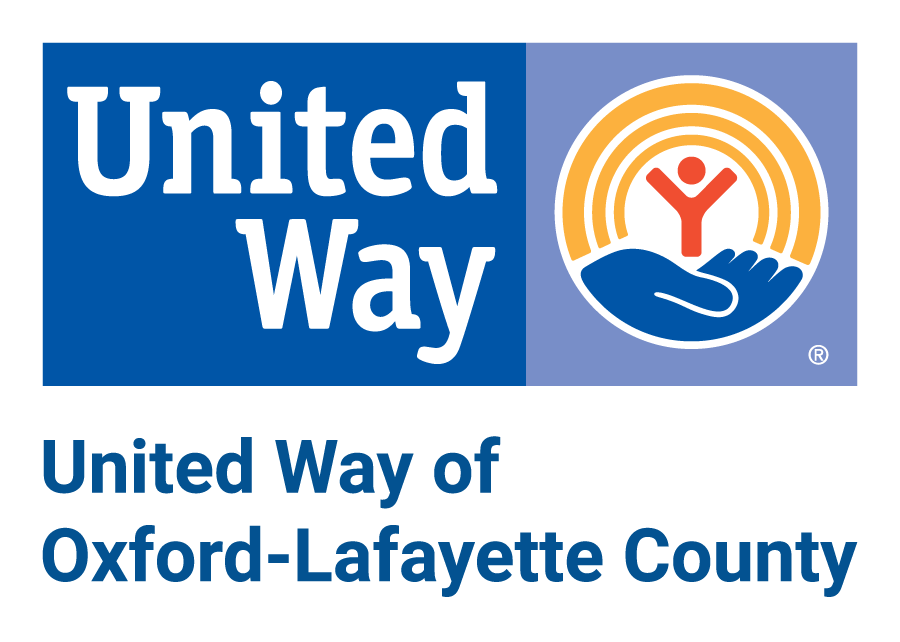 United
Way
®
United Way of
Oxford-Lafayette County